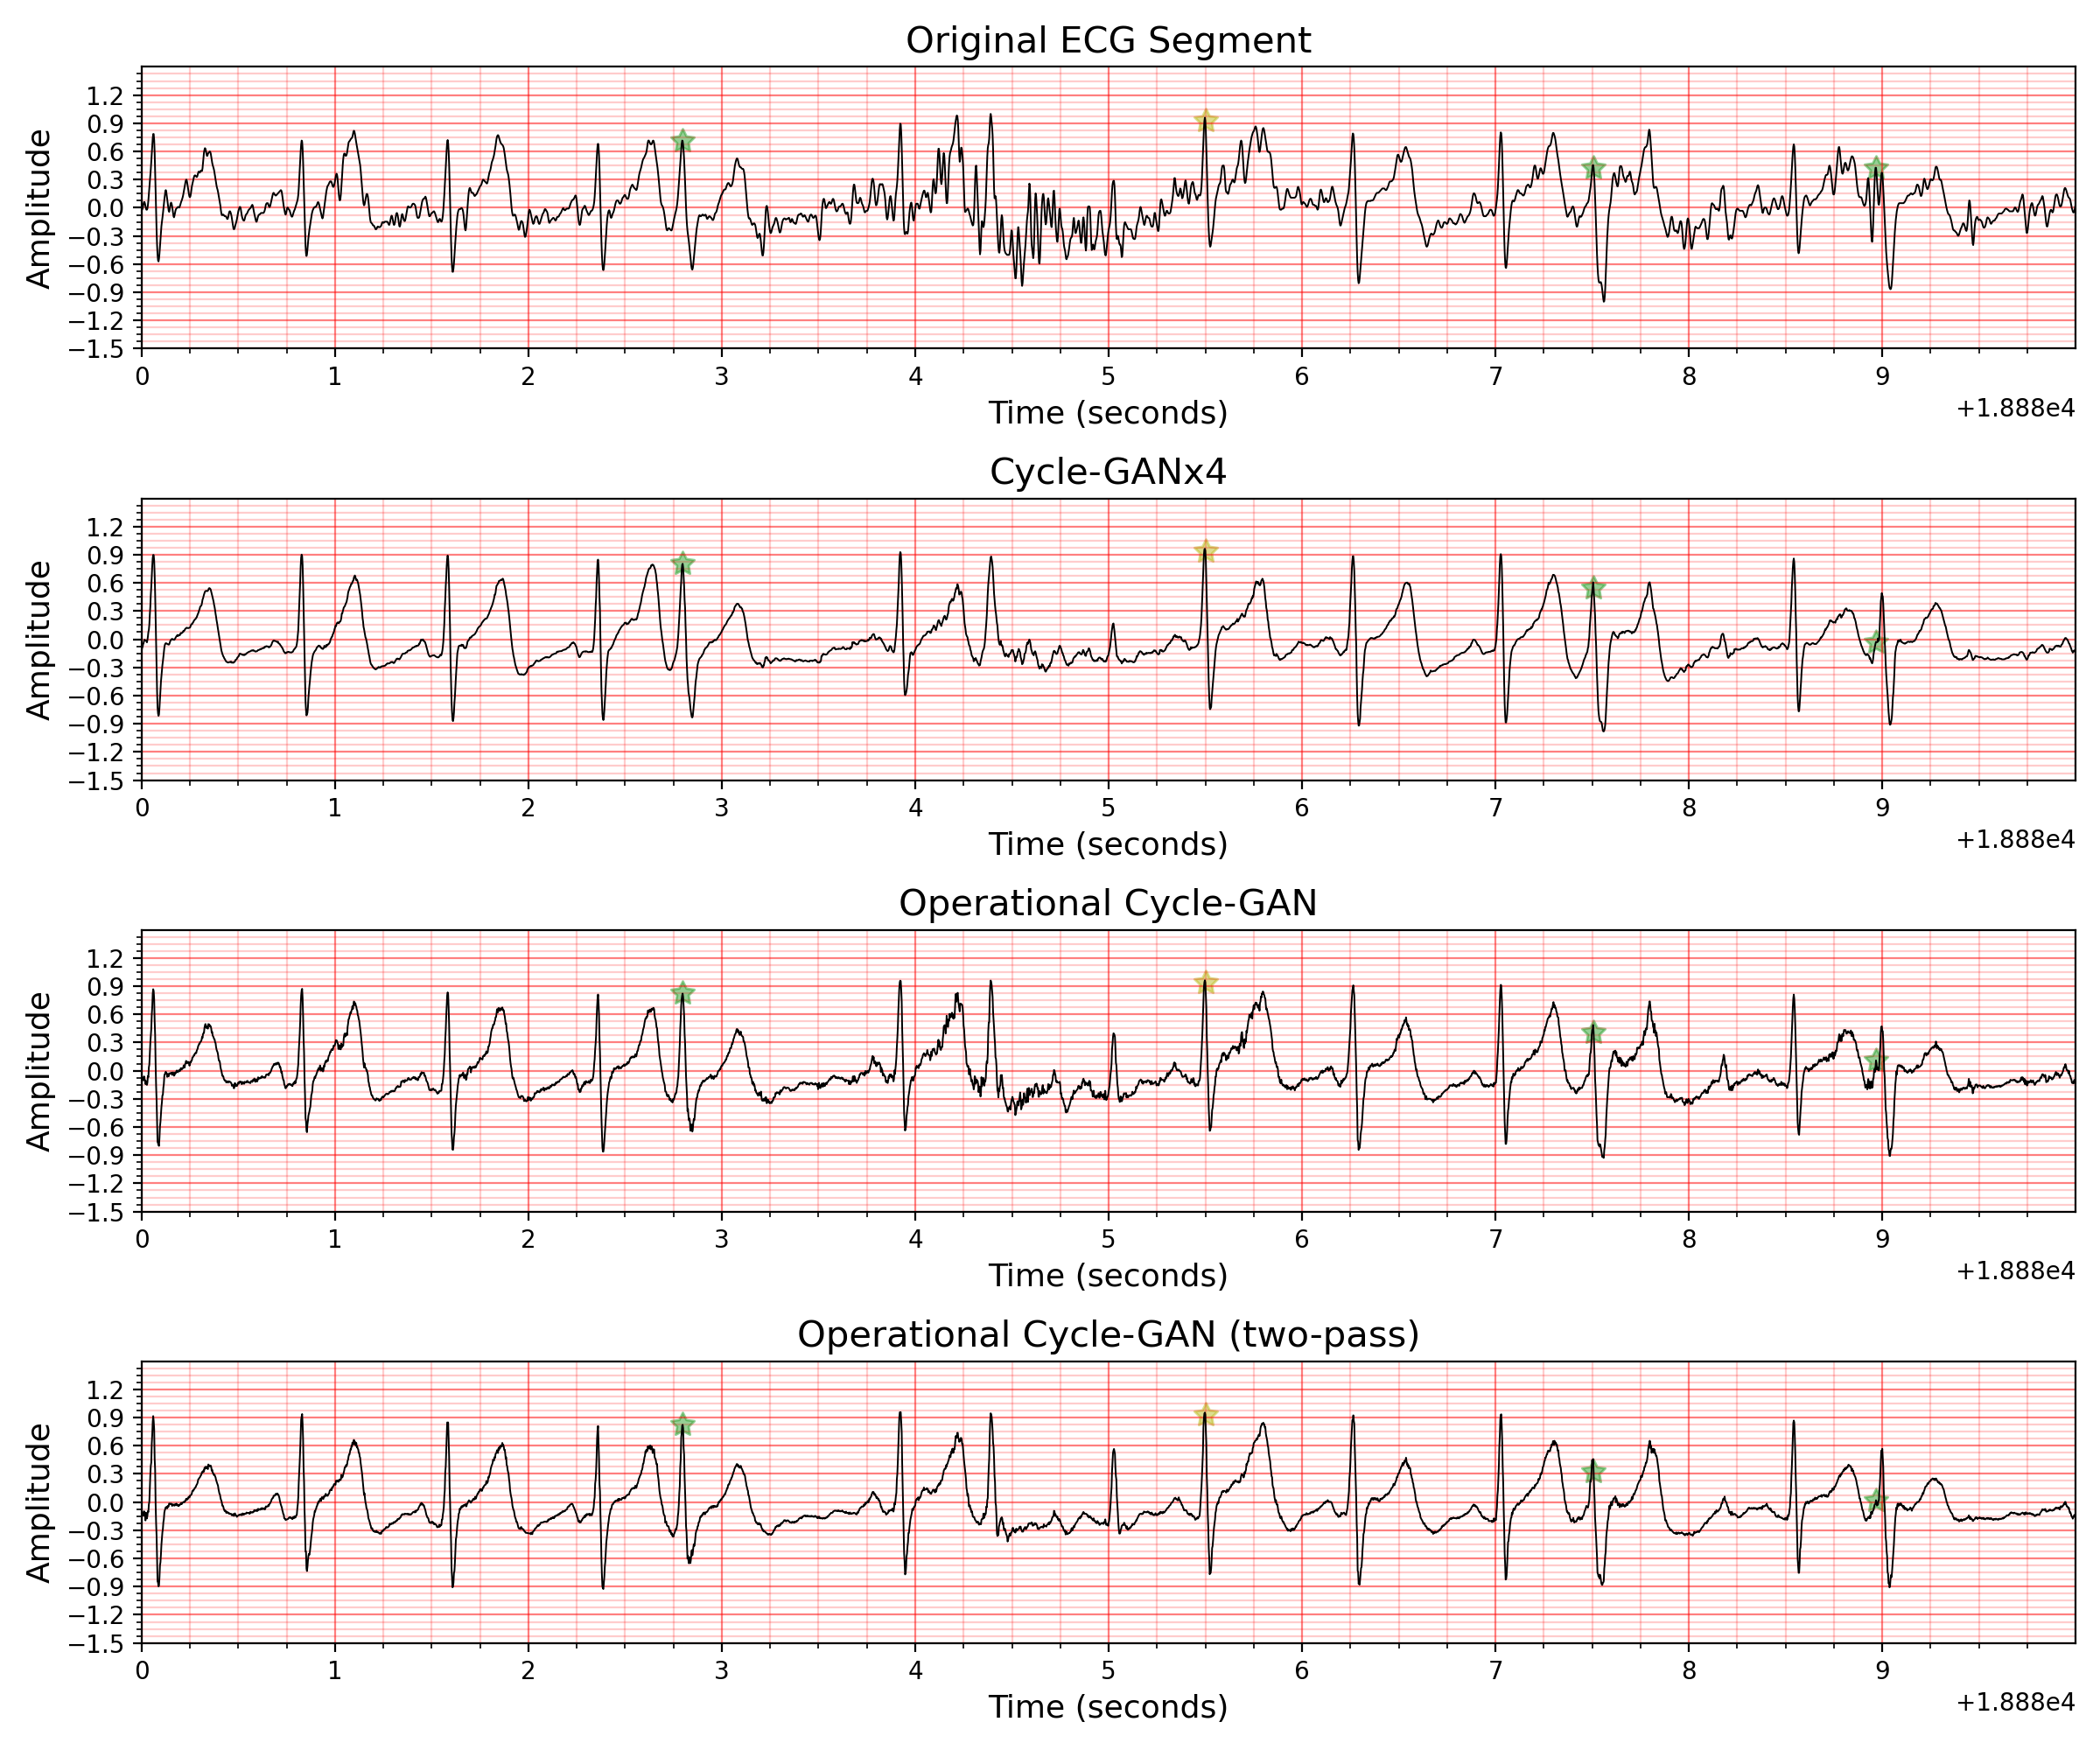 Original ECG Segment
Amplitude
1.2
0.9
0.6
0.3
0.0
−0.3
−0.6
−0.9
−1.2
−1.5
0 1 2 3 4 5 6 7 8 9
Time (seconds)
+1.888e4
Cycle-GANx4
Amplitude
1.2
0.9
0.6
0.3
0.0
−0.3
−0.6
−0.9
−1.2
−1.5
0 1 2 3 4 5 6 7 8 9
Time (seconds)
+1.888e4
Operational Cycle-GAN
Amplitude
1.2
0.9
0.6
0.3
0.0
−0.3
−0.6
−0.9
−1.2
−1.5
0 1 2 3 4 5 6 7 8 9
Time (seconds)
+1.888e4
Operational Cycle-GAN (two-pass)
Amplitude
1.2
0.9
0.6
0.3
0.0
−0.3
−0.6
−0.9
−1.2
−1.5
0 1 2 3 4 5 6 7 8 9
Time (seconds)
+1.888e4